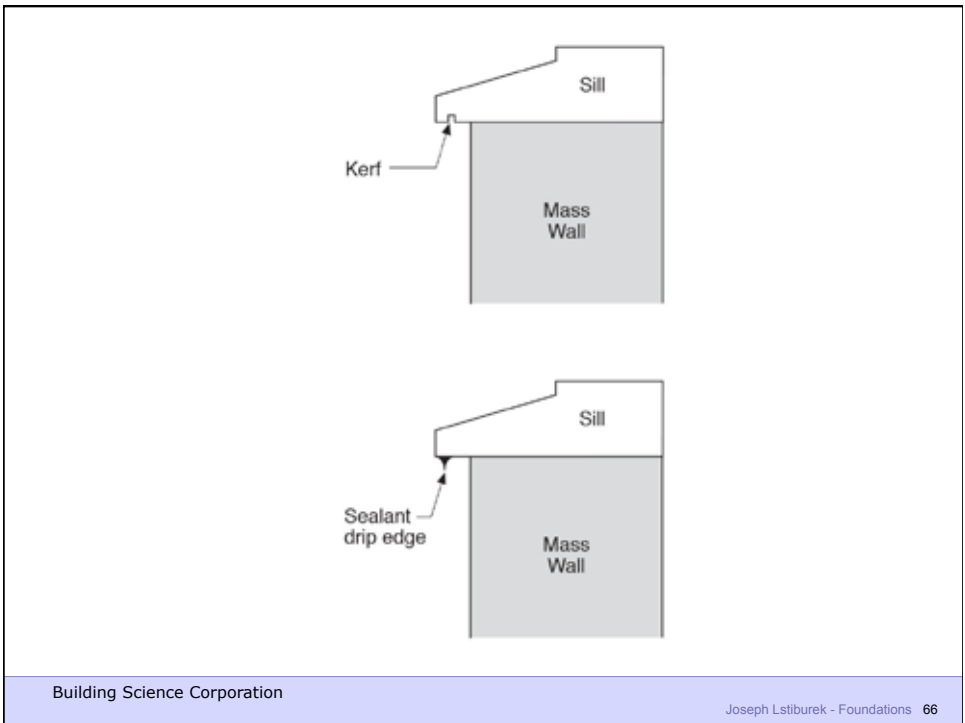 Sill
Kerf
Mass
Wall
Sill
Sealant
drip edge
Mass
Wall
Building Science Corporation
Joseph Lstiburek - Foundations 66